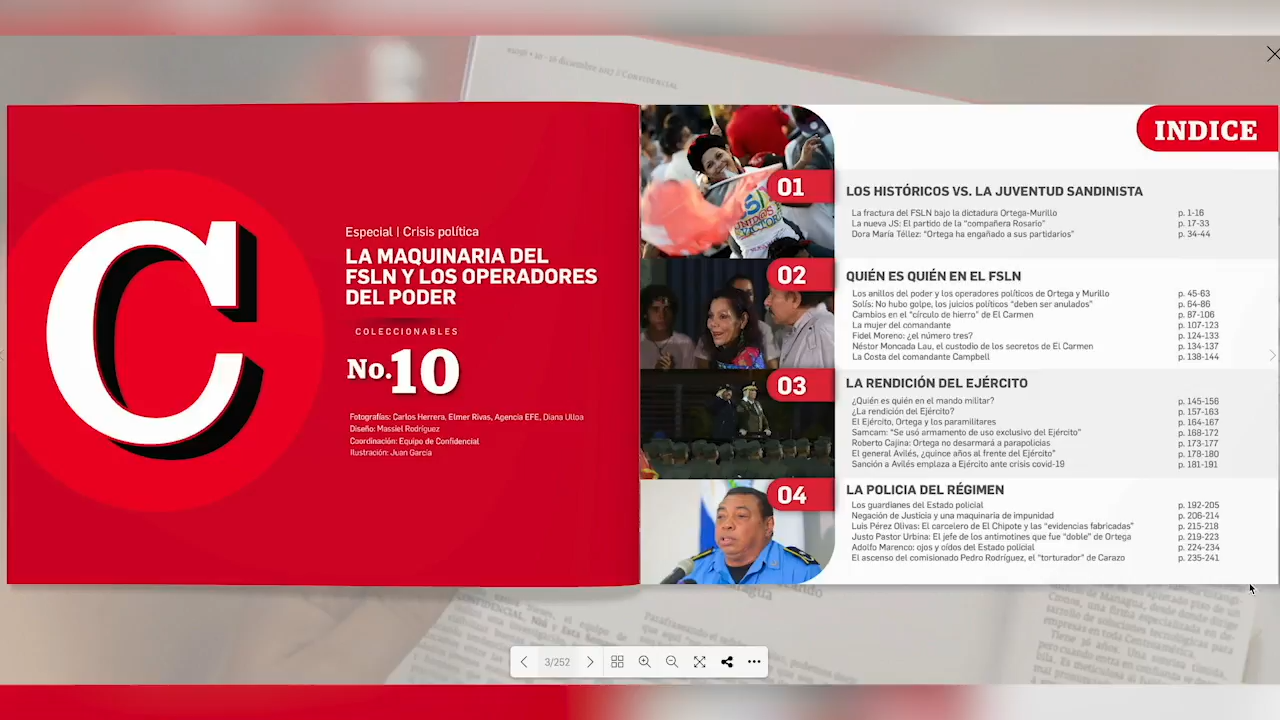 C
Especial | Crisis política
LA MAQUINARIA DEL
FSLN Y LOS OPERADORES
DEL PODER
COLECCIONABLES
No.10
Fotografías: Carlos Herrera, Elmer Rivas, Agencia EFE, Diana Ulloa
Diseño: Massiel Rodríguez
Coordinación: Equipo de Confidencial
Ilustración: Juan García
INDICE
01
LOS HISTÓRICOS VS. LA JUVENTUD SANDINISTA
La fractura del FSLN bajo la dictadura Ortega-Murillo p. 1-16
La nueva JS: El partido de la “compañera Rosario” p. 17-33
Dora María Téllez: “Ortega ha engañado a sus partidarios” p. 34-44
02
QUIÉN ES QUIÉN EN EL FSLN
Los anillos del poder y los operadores políticos de Ortega y Murillo p. 45-63
Solís: No hubo golpe, los juicios políticos “deben ser anulados” p. 64-86
Cambios en el “círculo de hierro” de El Carmen p. 87-106
La mujer del comandante p. 107-123
Fidel Moreno: ¿el número tres? p. 124-133
Néstor Moncada Lau, el custodio de los secretos de El Carmen p. 134-137
La Costa del comandante Campbell p. 138-144
03
LA RENDICIÓN DEL EJÉRCITO
¿Quién es quién en el mando militar? p. 145-156
¿La rendición del Ejército? p. 157-163
El Ejército, Ortega y los paramilitares p. 164-167
Samcam: “Se usó armamento de uso exclusivo del Ejército” p. 168-172
Roberto Cajina: Ortega no desarmará a parapolicias p. 173-177
El general Avilés, ¿quince años al frente del Ejército” p. 178-180
Sanción a Avilés emplaza a Ejército ante crisis covid-19 p. 181-191
04
LA POLICIA DEL RÉGIMEN
Los guardianes del Estado policial p. 192-205
Negación de Justicia y una maquinaria de impunidad p. 206-214
Luis Pérez Olivas: El carcelero de El Chipote y las “evidencias fabricadas” p. 215-218
Justo Pastor Urbina: El jefe de los antimotines que fue “doble” de Ortega p. 219-223
Adolfo Marenco: ojos y oídos del Estado policial p. 224-234
El ascenso del comisionado Pedro Rodríguez, el “torturador” de Carazo p. 235-241
3/252